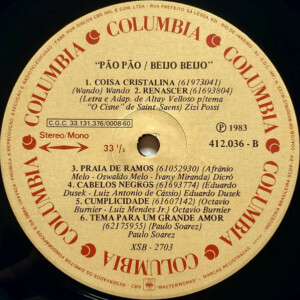 COLUMBIA COLUMBIA COLUMBIA COLUMBIA COLUMBIA
"PÃO PÃO / BEIJO BEIJO"
1. COISA CRISTALINA (61973041)
(Wando) Wando 2. RENASCER (61693804)
(Letra e Adap. de Altay Velloso p/tema
"O Cisne" de Saint-Saens) Zizi Possi
C.G.C. 33.131.376/0008-60
Stereo/Mono
℗ 1983
412.036 - B
3. PRAIA DE RAMOS (61052930) (Afrânio
Melo - Oswaldo Melo - Ivany Miranda) Dicró
4. CABELOS NEGROS (61693774) (Eduardo
Dusek - Luiz Antonio de Cássio) Eduardo Dusek
5. CUMPLICIDADE (61607142) (Octavio
Burnier - Luiz Mendes Jr.) Octavio Burnier
6. TEMA PARA UM GRANDE AMOR
(62175955) (Paulo Soarez)
Paulo Soarez
XSB - 2703